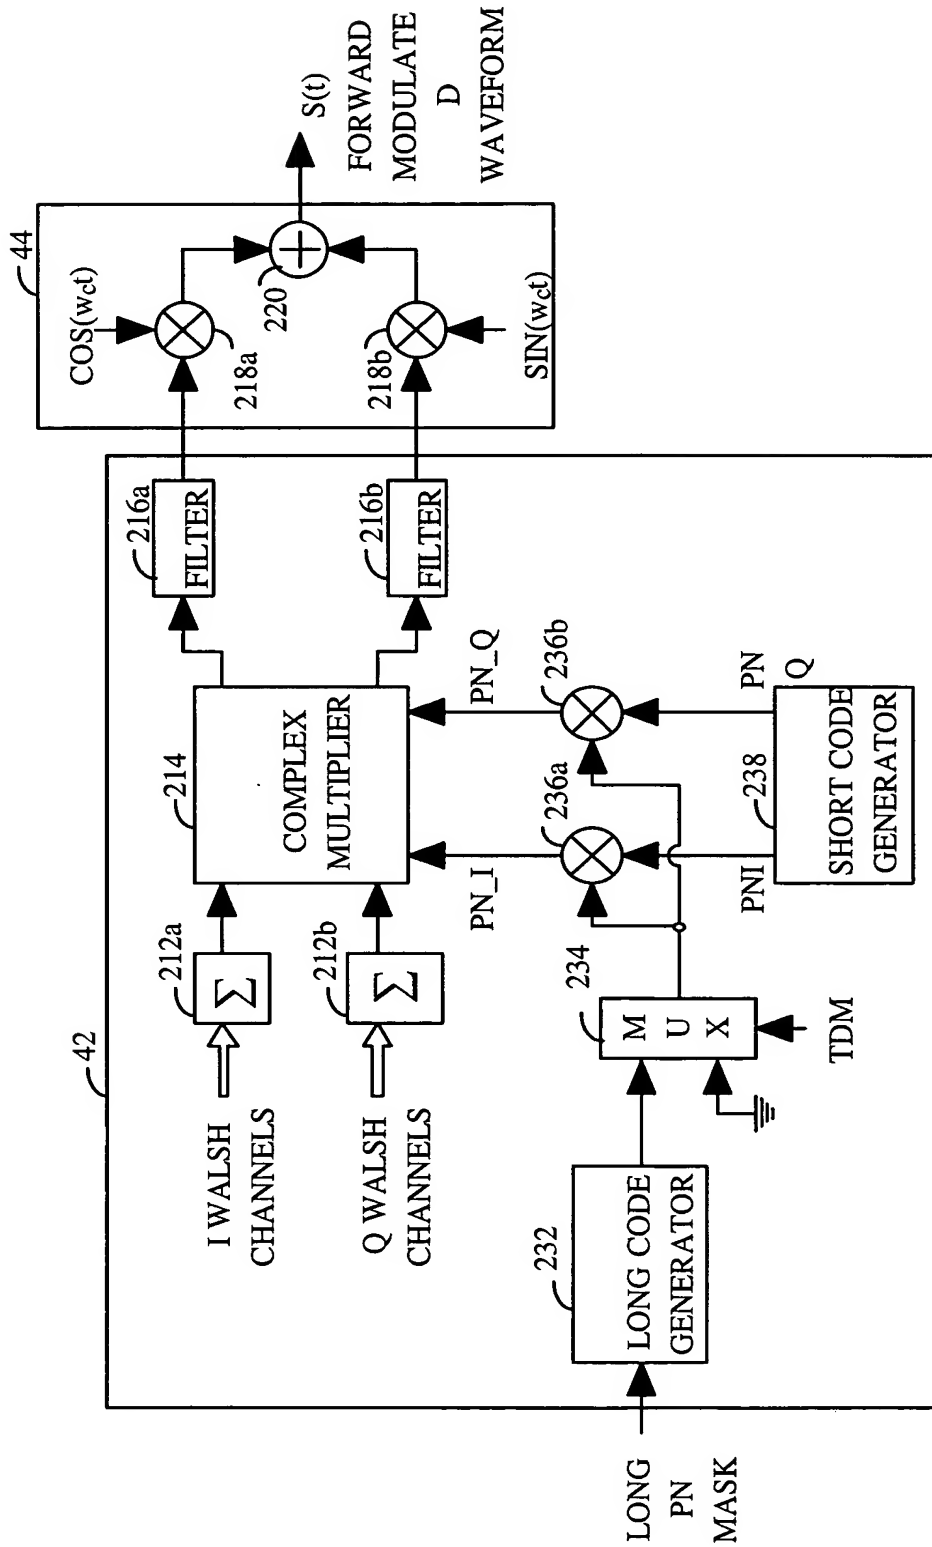 42
44
I WALSH
CHANNELS
212a
Σ
Q WALSH
CHANNELS
212b
Σ
214
COMPLEX
MULTIPLIER
216a
FILTER
216b
FILTER
COS(wct)
218a
218b
SIN(wct)
220
S(t)
FORWARD
MODULATE
D
WAVEFORM
PN_I
PN_Q
236a
236b
LONG
PN
MASK
232
LONG CODE
GENERATOR
234
M
U
X
TDM
PNI
PN
Q
238
SHORT CODE
GENERATOR